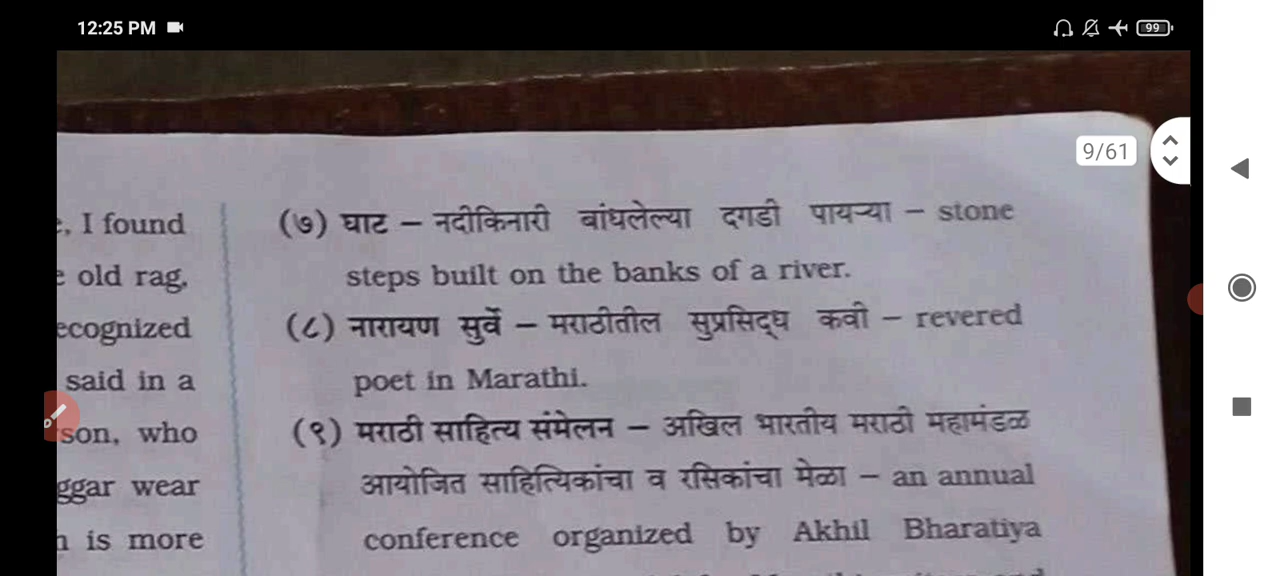 12:25 PM
99
9/61
e, I found
e old rag,
ecognized
said in a
son, who
ggar wear
n is more
(७) घाट – नदीकिनारी बांधलेल्या दगडी पायऱ्या – stone
steps built on the banks of a river.
(८) नारायण सुर्वे – मराठीतील सुप्रसिद्ध कवी – revered
poet in Marathi.
(९) मराठी साहित्य संमेलन – अखिल भारतीय मराठी महामंडळ
आयोजित साहित्यिकांचा व रसिकांचा मेळा – an annual
conference organized by Akhil Bharatiya